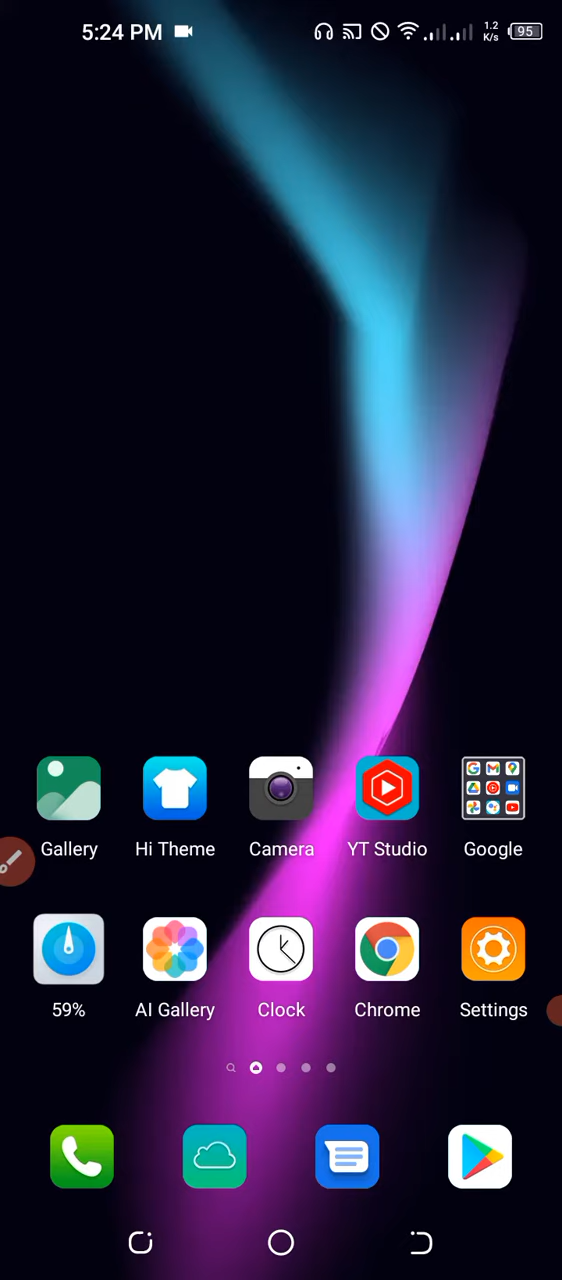 5:24 PM
1.2
K/s
95
Gallery
Hi Theme
Camera
YT Studio
Google
59%
AI Gallery
Clock
Chrome
Settings